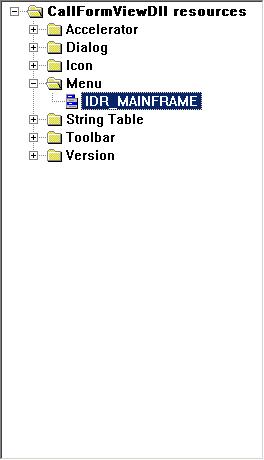 CallFormViewDll resources
Accelerator
Dialog
Icon
Menu
IDR_MAINFRAME
String Table
Toolbar
Version